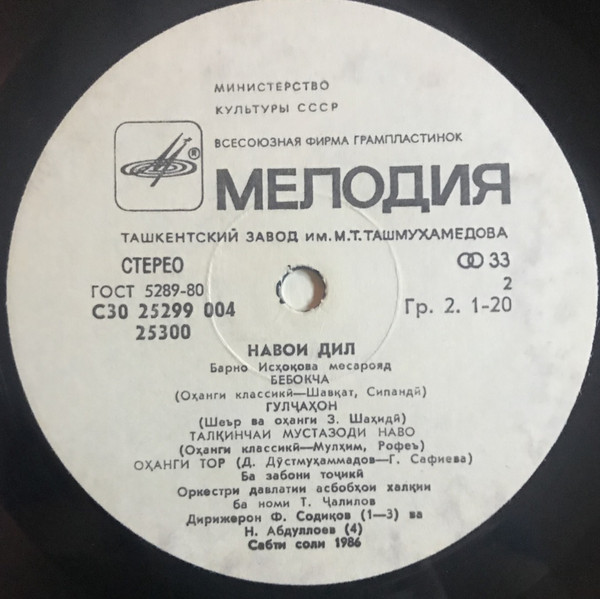 МИНИСТЕРСТВО
КУЛЬТУРЫ СССР
ВСЕСОЮЗНАЯ ФИРМА ГРАМПЛАСТИНОК
®
МЕЛОДИЯ
ТАШКЕНТСКИЙ ЗАВОД ИМ. М.Т.ТАШМУХАМЕДОВА
СТЕРЕО
33
ГОСТ 5289-80
2
С30 25299 004
Гр. 2. 1-20
25300
НАВОИ ДИЛ
Барно Исҳоқова месарояд
БЕБОКЧА
(Оҳанги классикӣ—Шавкат, Сипандӣ)
ГУЛҶАҲОН
(Шеър ва оҳанги З. Шаҳидӣ)
ТАЛҚИНЧАИ МУСТАЗОДИ НАВО
(Оҳанги классикӣ—Мулҳим, Рофеъ)
ОҲАНГИ ТОР (Д. Дӯстмуҳаммадов—Г. Сафиева)
Ба забони тоҷикӣ
Оркестри давлатии асбобҳои халқии
ба номи Т. Ҷалилов
Дирижерон Ф. Содиқов (1—3) ва
Н. Абдуллоев (4)
Сабти соли 1986